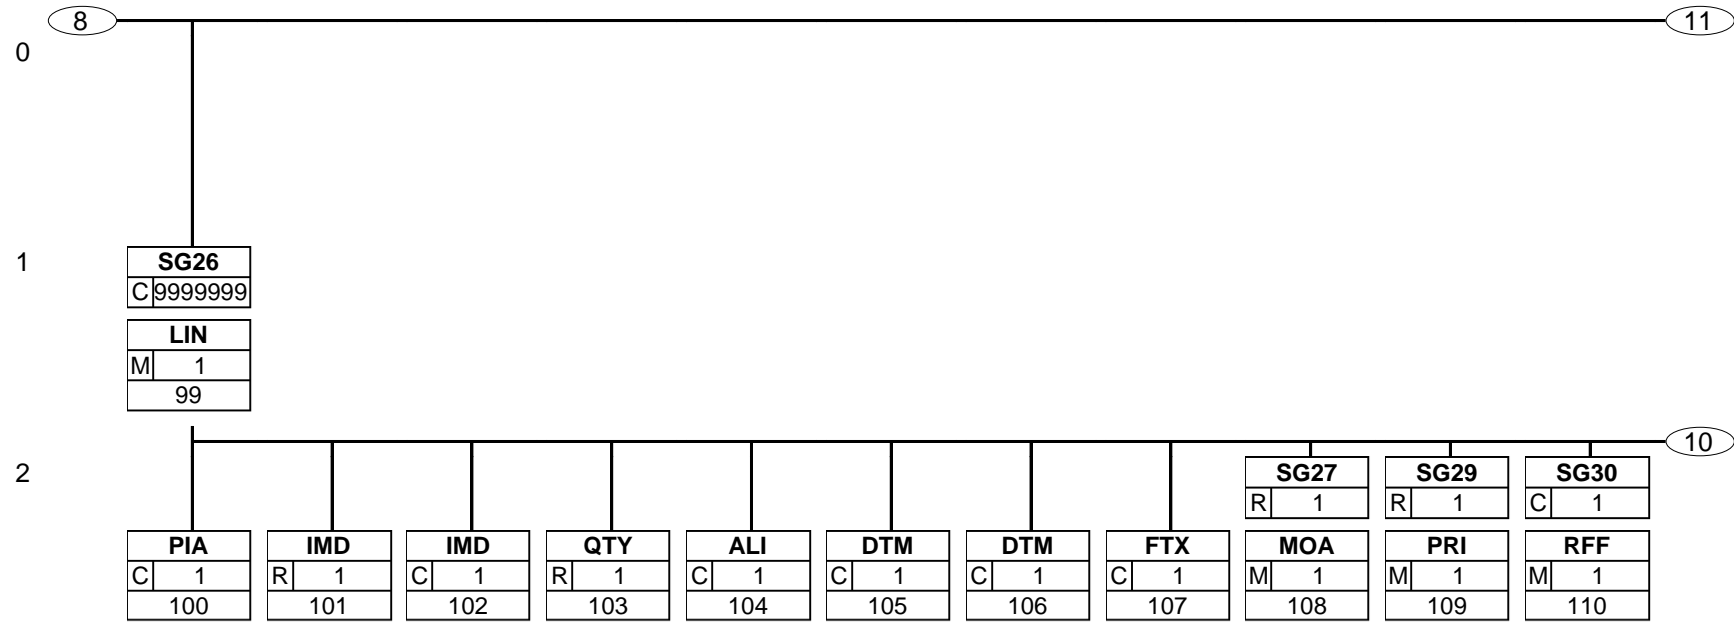 8 11
0
1
SG26
C 9999999
LIN
M 1
99
10
2
SG27 SG29 SG30
R 1 R 1 C 1
PIA IMD IMD QTY ALI DTM DTM FTX MOA PRI RFF
C 1 R 1 C 1 R 1 C 1 C 1 C 1 C 1 M 1 M 1 M 1
100 101 102 103 104 105 106 107 108 109 110